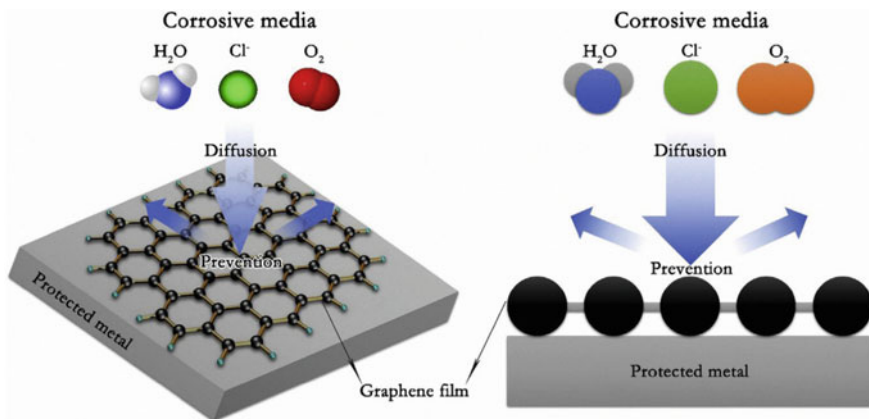 Corrosive media
H₂O Cl⁻ O₂
Diffusion
Prevention
Protected metal
Graphene film
Corrosive media
H₂O Cl⁻ O₂
Diffusion
Prevention
Protected metal